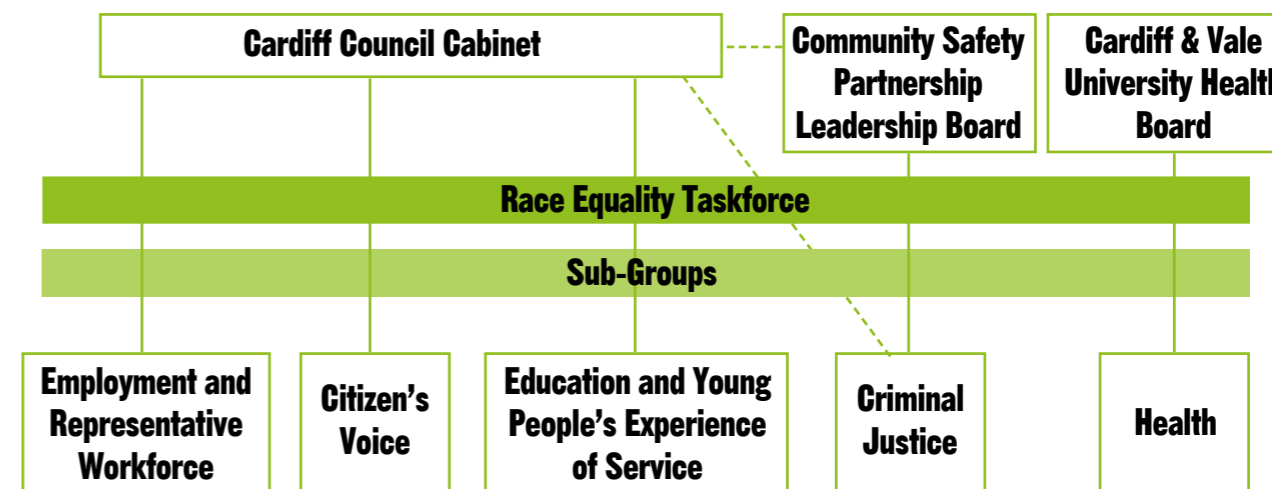 Cardiff Council Cabinet
Community Safety
Partnership
Leadership Board
Cardiff & Vale
University Health
Board
Race Equality Taskforce
Sub-Groups
Employment and
Representative
Workforce
Citizen’s
Voice
Education and Young
People’s Experience
of Service
Criminal
Justice
Health